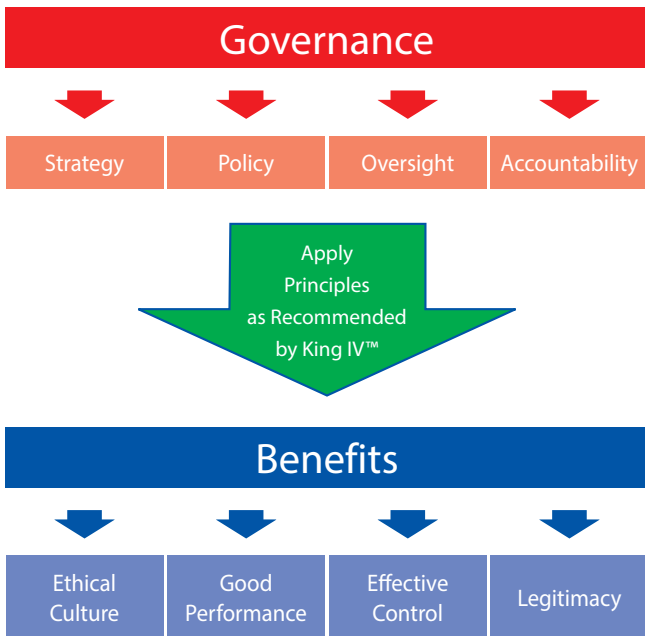 Governance
Strategy
Policy
Oversight
Accountability
Apply
Principles
as Recommended
by King IV™
Benefits
Ethical
Culture
Good
Performance
Effective
Control
Legitimacy